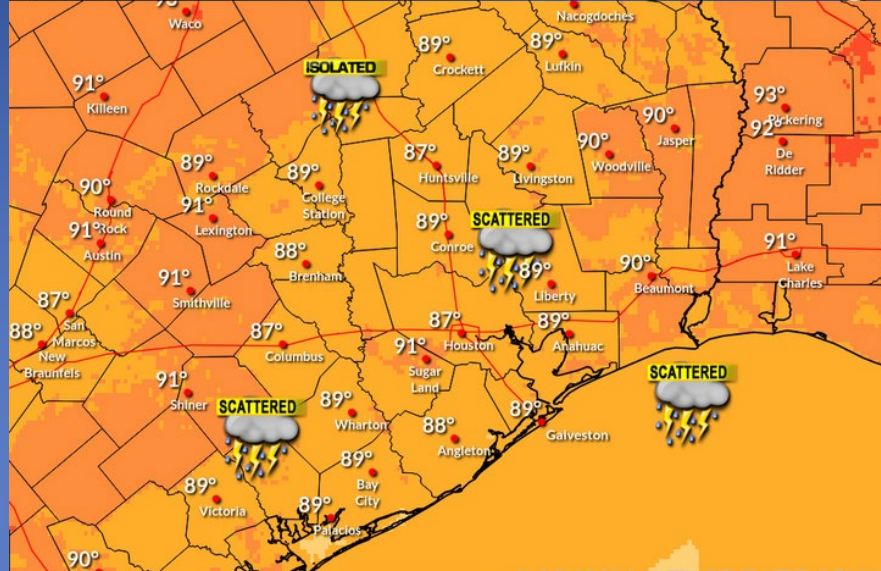 Waco
Nacogdoches
89°
Crockett
89°
Lufkin
ISOLATED
91°
Killeen
93°
Pickering
90°
Jasper
92°
De
Ridder
87°
Huntsville
89°
Livingston
90°
Woodville
89°
Rockdale
89°
College
Station
90°
Round
Rock
91°
Lexington
SCATTERED
89°
Conroe
91°
Austin
88°
Brenham
91°
Lake
Charles
89°
Liberty
90°
Beaumont
91°
Smithville
87°
San
Marcos
88°
New
Braunfels
87°
Columbus
87°
Houston
89°
Anahuac
91°
Sugar
Land
SCATTERED
91°
Shiner
SCATTERED
89°
Wharton
88°
Angleton
89°
Galveston
89°
Bay
City
89°
Victoria
89°
Palacios
90°